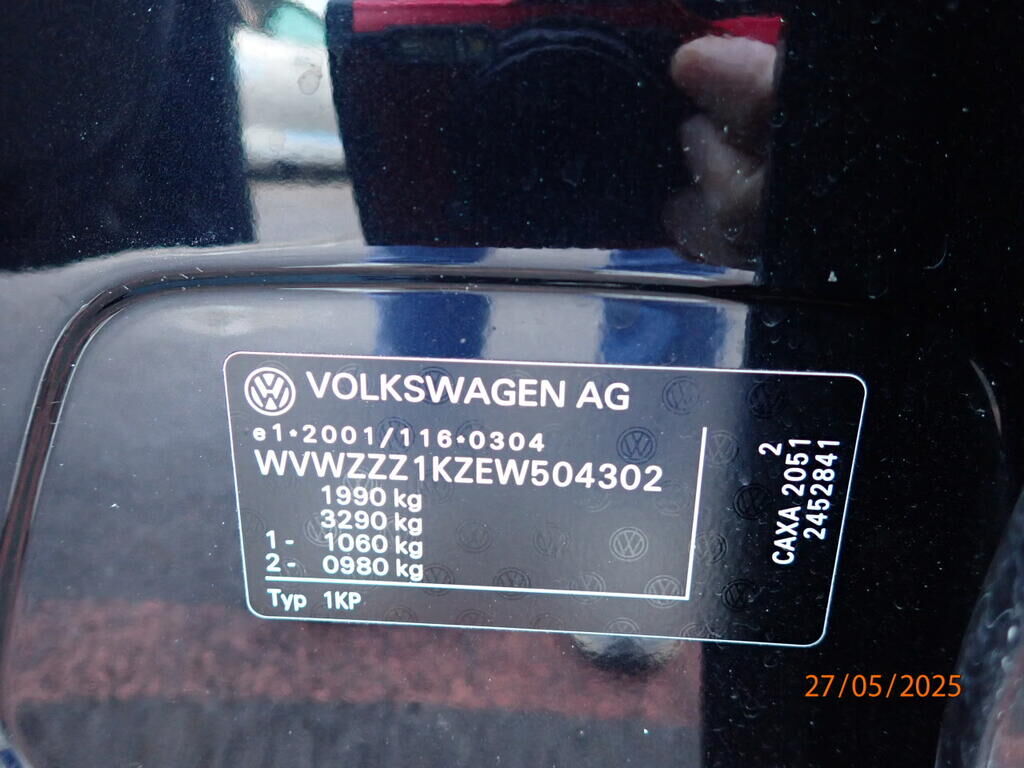 VOLKSWAGEN AG
e1*2001/116*0304
WVWZZZ1KZEW504302
1990 kg
3290 kg
1- 1060 kg
2- 0980 kg
Typ 1KP
2
CAXA 2051
2452841
27/05/2025